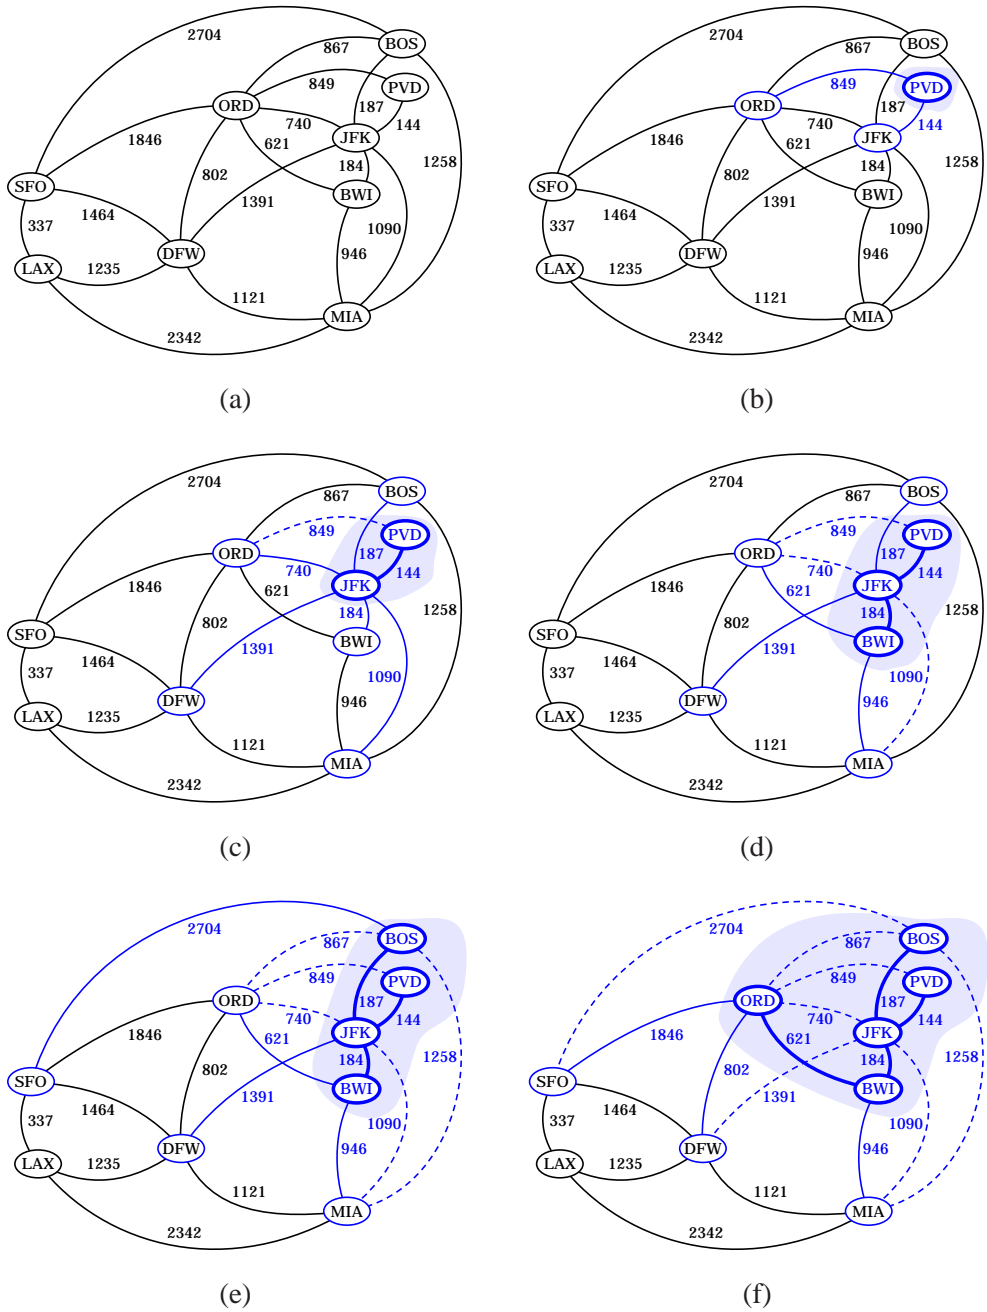 2704
BOS
867
849
PVD
ORD
187
144
740
JFK
1846
621
1258
802
184
SFO
BWI
1464
1391
337
1090
DFW
946
LAX
1235
1121
MIA
2342
(a)
2704
BOS
867
849
PVD
ORD
187
144
740
JFK
1846
621
1258
802
184
SFO
BWI
1464
1391
337
1090
DFW
946
LAX
1235
1121
MIA
2342
(b)
2704
BOS
867
849
PVD
ORD
187
740
144
JFK
1846
621
1258
802
184
SFO
BWI
1464
1391
337
1090
DFW
946
LAX
1235
1121
MIA
2342
(c)
2704
BOS
867
849
PVD
ORD
187
740
144
JFK
1846
621
1258
802
184
SFO
BWI
1464
1391
337
1090
DFW
946
LAX
1235
1121
MIA
2342
(d)
2704
BOS
867
849
PVD
ORD
187
740
144
JFK
1846
621
1258
802
184
SFO
BWI
1464
1391
337
1090
DFW
946
LAX
1235
1121
MIA
2342
(e)
2704
BOS
867
849
PVD
ORD
187
740
144
JFK
1846
621
1258
802
184
SFO
BWI
1464
1391
337
1090
DFW
946
LAX
1235
1121
MIA
2342
(f)